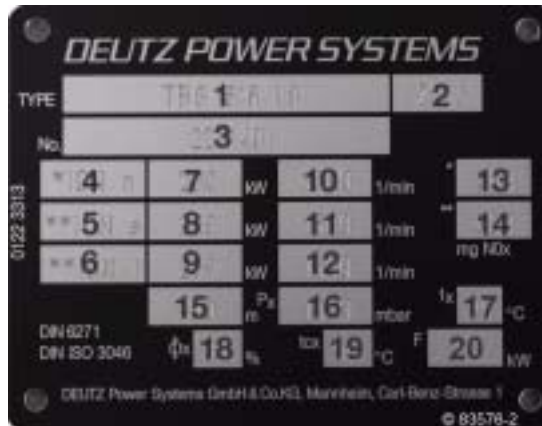 DEUTZ POWER SYSTEMS
TYPE 1 2
No. 3
4 7 kW 10 1/min * 13
** 5 8 kW 11 1/min ** 14
** 6 9 kW 12 1/min mg N0x
15 m Px 16 mbar tx 17 °C
DIN 6271
DIN ISO 3046 ϕx 18 % tcx 19 °C F 20 kW
DEUTZ Power Systems GmbH & Co.KG, Mannheim, Carl-Benz-Strasse 1
© 83576-2
0122 3313